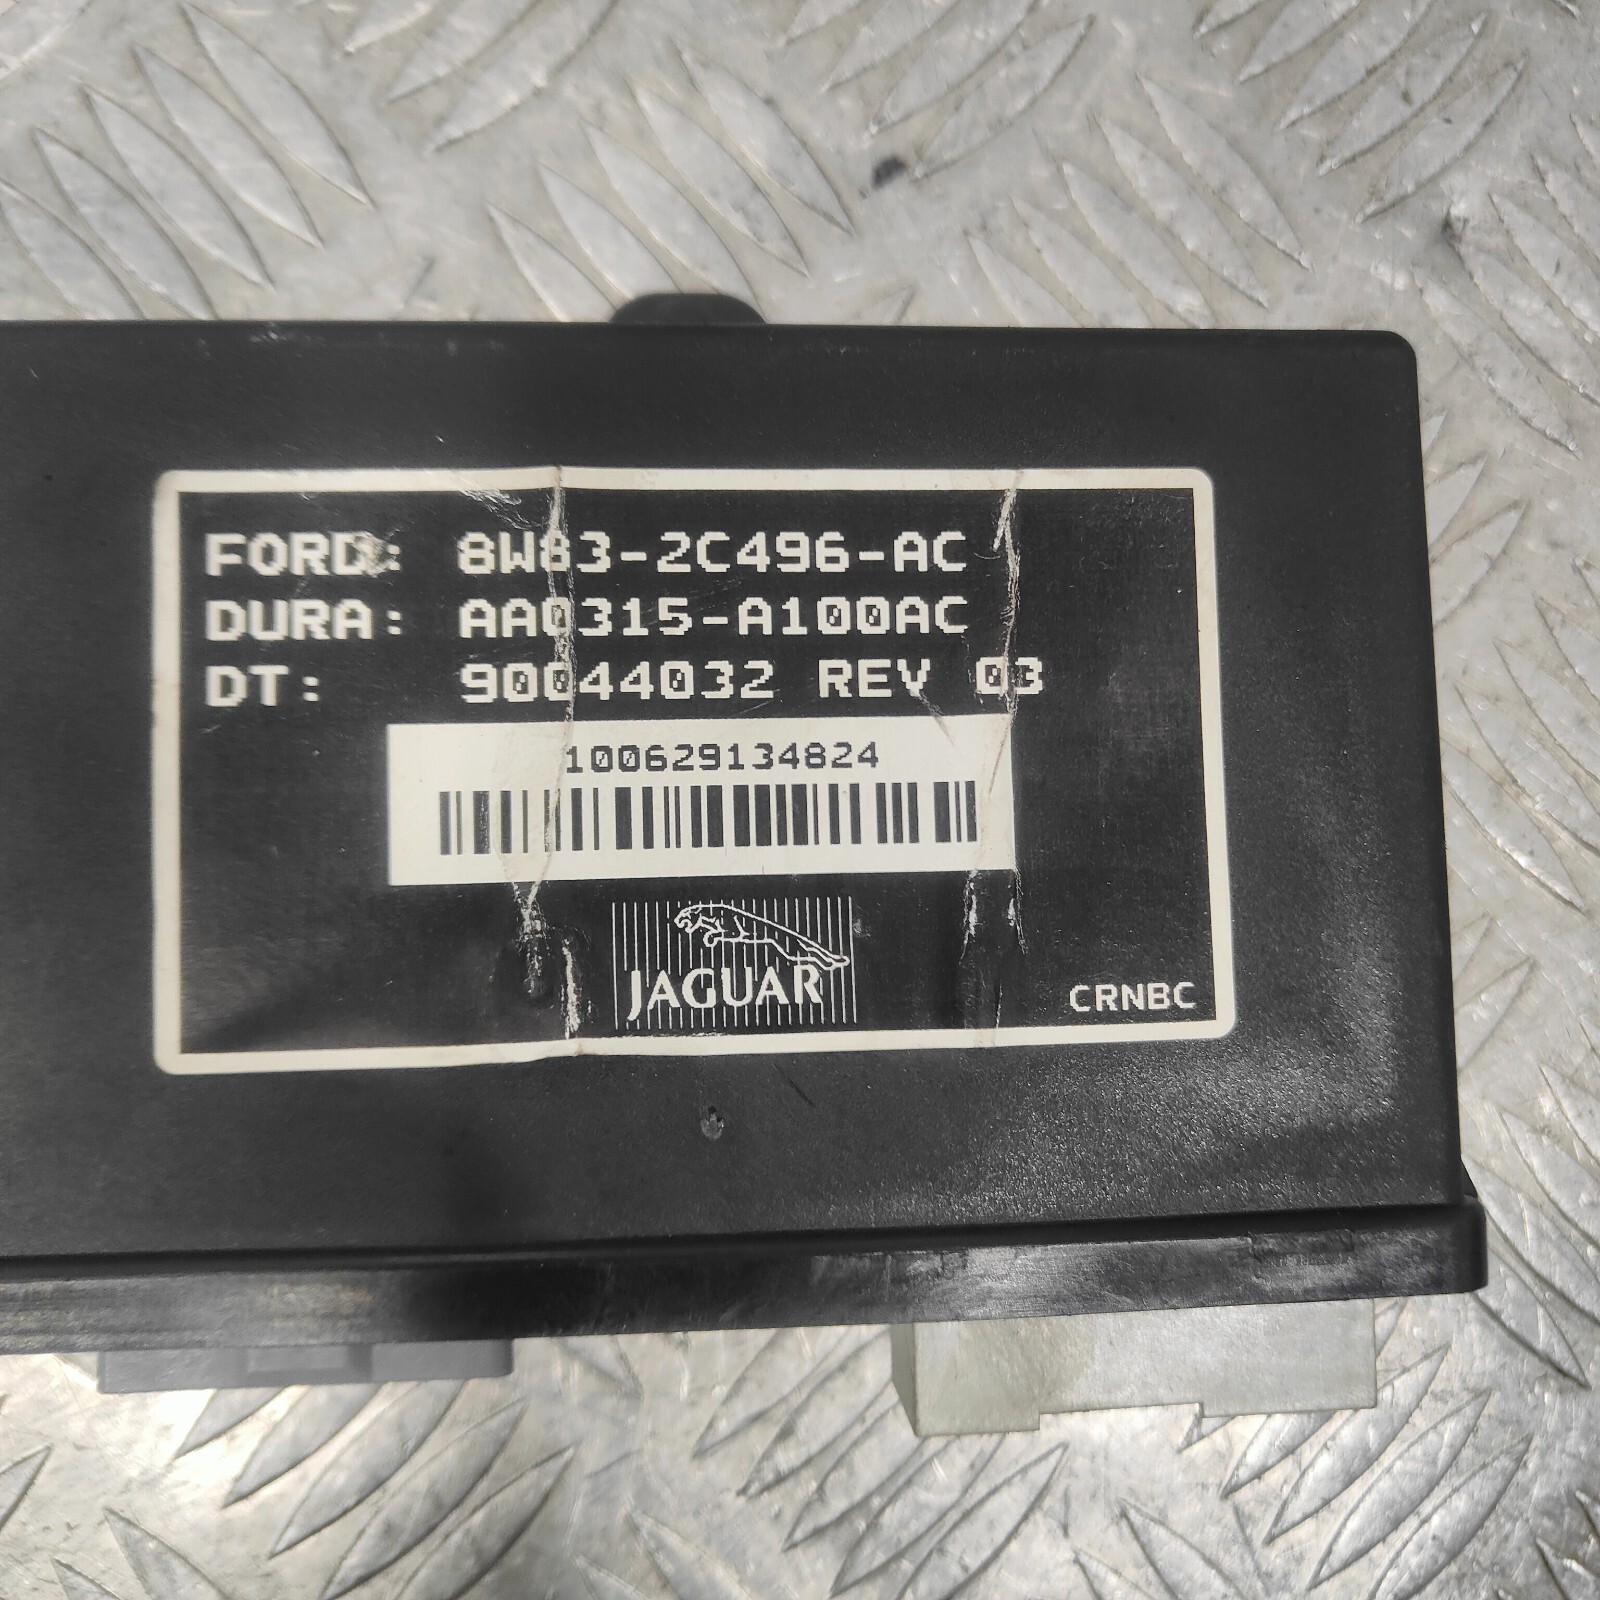 FORD: 8W83-2C496-AC
DURA: AA0315-A100AC
DT: 90044032 REV 03
100629134824
JAGUAR
CRNBC